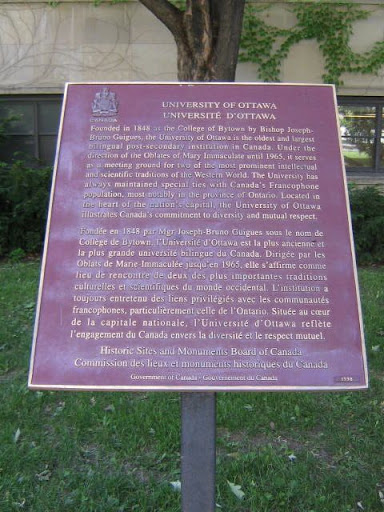 CANADA
UNIVERSITY OF OTTAWA
UNIVERSITÉ D'OTTAWA
Founded in 1848 as the College of Bytown by Bishop Joseph-
Bruno Guigues, the University of Ottawa is the oldest and largest
bilingual post-secondary institution in Canada. Under the
direction of the Oblates of Mary Immaculate until 1965, it serves
as a meeting ground for two of the most prominent intellectual
and scientific traditions of the Western World. The University has
always maintained special ties with Canada's Francophone
population, most notably in the province of Ontario. Located in
the heart of the nation's capital, the University of Ottawa
illustrates Canada's commitment to diversity and mutual respect.
Fondée en 1848 par Mgr Joseph-Bruno Guigues sous le nom de
Collège de Bytown, l'Université d'Ottawa est la plus ancienne et
la plus grande université bilingue du Canada. Dirigée par les
Oblats de Marie Immaculée jusqu'en 1965, elle s'affirme comme
lieu de rencontre de deux des plus importantes traditions
culturelles et scientifiques du monde occidental. L'institution a
toujours entretenu des liens privilégiés avec les communautés
francophones, particulièrement celle de l'Ontario. Située au cœur
de la capitale nationale, l'Université d'Ottawa reflète
l'engagement du Canada envers la diversité et le respect mutuel.
Historic Sites and Monuments Board of Canada
Commission des lieux et monuments historiques du Canada
Government of Canada - Gouvernement du Canada